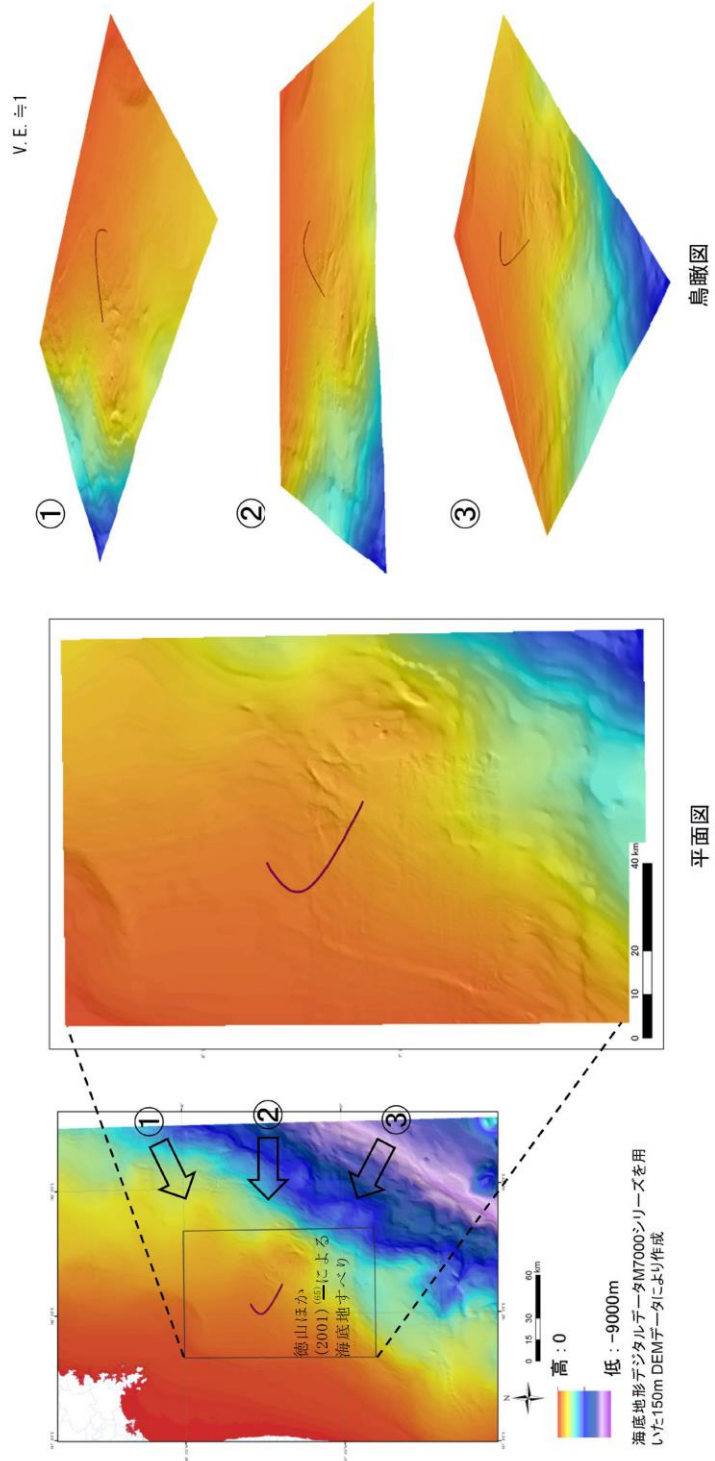 ①
②
③
徳山ほか
(2001)⁽⁶⁵⁾による
海底地すべり
N
0 15 30 60
km
高 : 0
低 : -9000m
海底地形デジタルデータM7000シリーズを用
いた150m DEMデータにより作成
0 10 20 40 km
平面図
V. E. ≒1
①
②
③
鳥瞰図